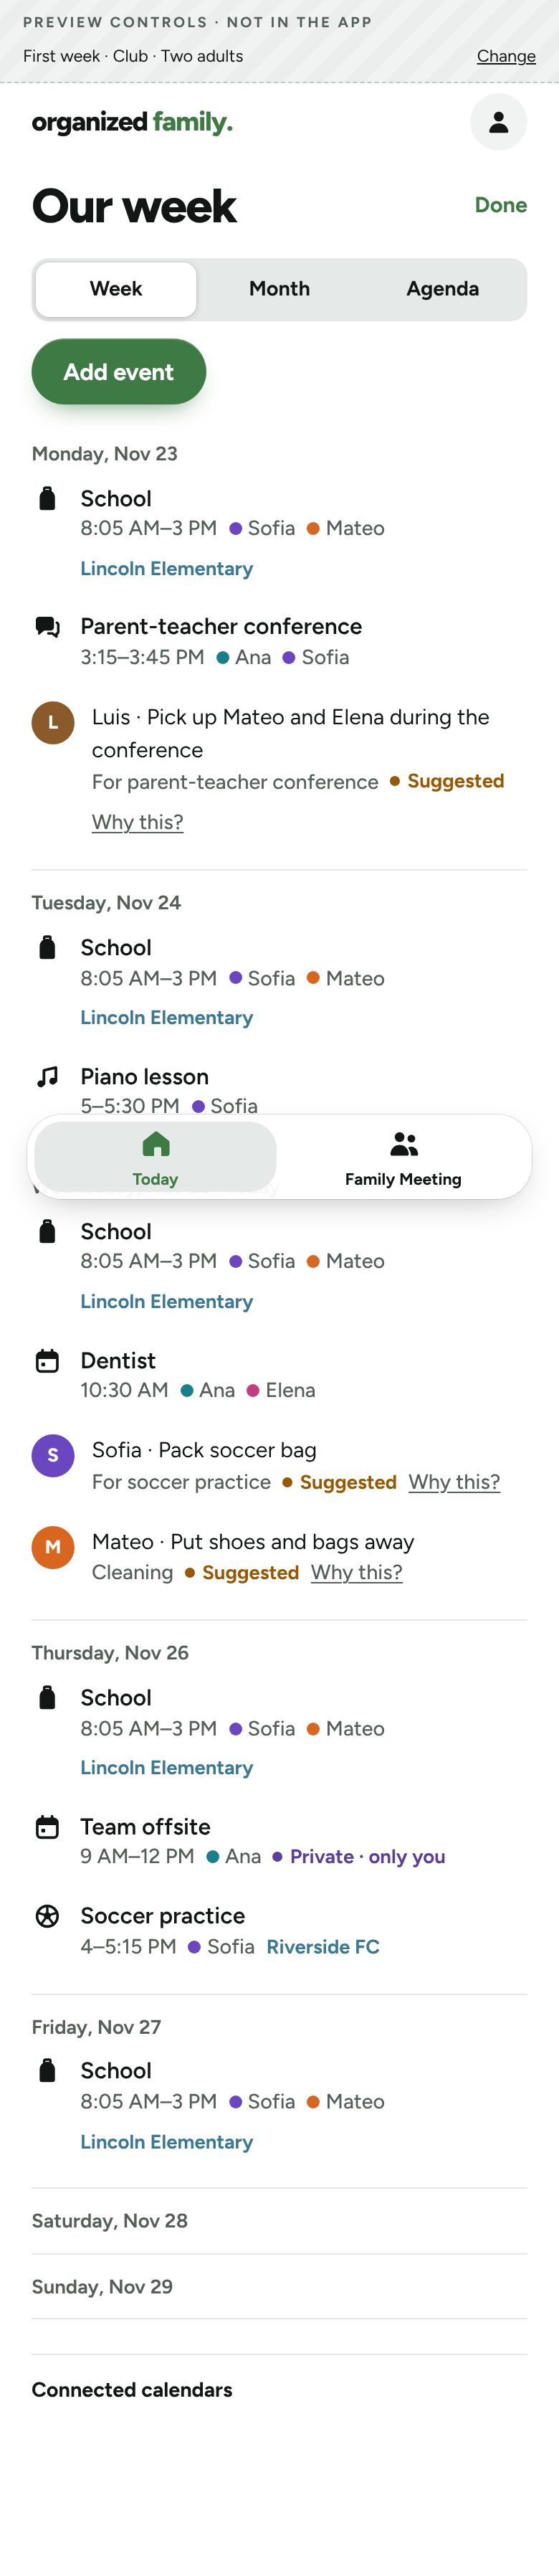 PREVIEW CONTROLS · NOT IN THE APP
First week · Club · Two adults
Change
organized family.
Our week
Done
Week
Month
Agenda
Add event
Monday, Nov 23
School
8:05 AM–3 PM Sofia Mateo
Lincoln Elementary
Parent-teacher conference
3:15–3:45 PM Ana Sofia
L
Luis · Pick up Mateo and Elena during the
conference
For parent-teacher conference Suggested
Why this?
Tuesday, Nov 24
School
8:05 AM–3 PM Sofia Mateo
Lincoln Elementary
Piano lesson
5–5:30 PM Sofia
Today
Family Meeting
School
8:05 AM–3 PM Sofia Mateo
Lincoln Elementary
Dentist
10:30 AM Ana Elena
S
Sofia · Pack soccer bag
For soccer practice Suggested Why this?
M
Mateo · Put shoes and bags away
Cleaning Suggested Why this?
Thursday, Nov 26
School
8:05 AM–3 PM Sofia Mateo
Lincoln Elementary
Team offsite
9 AM–12 PM Ana Private · only you
Soccer practice
4–5:15 PM Sofia Riverside FC
Friday, Nov 27
School
8:05 AM–3 PM Sofia Mateo
Lincoln Elementary
Saturday, Nov 28
Sunday, Nov 29
Connected calendars